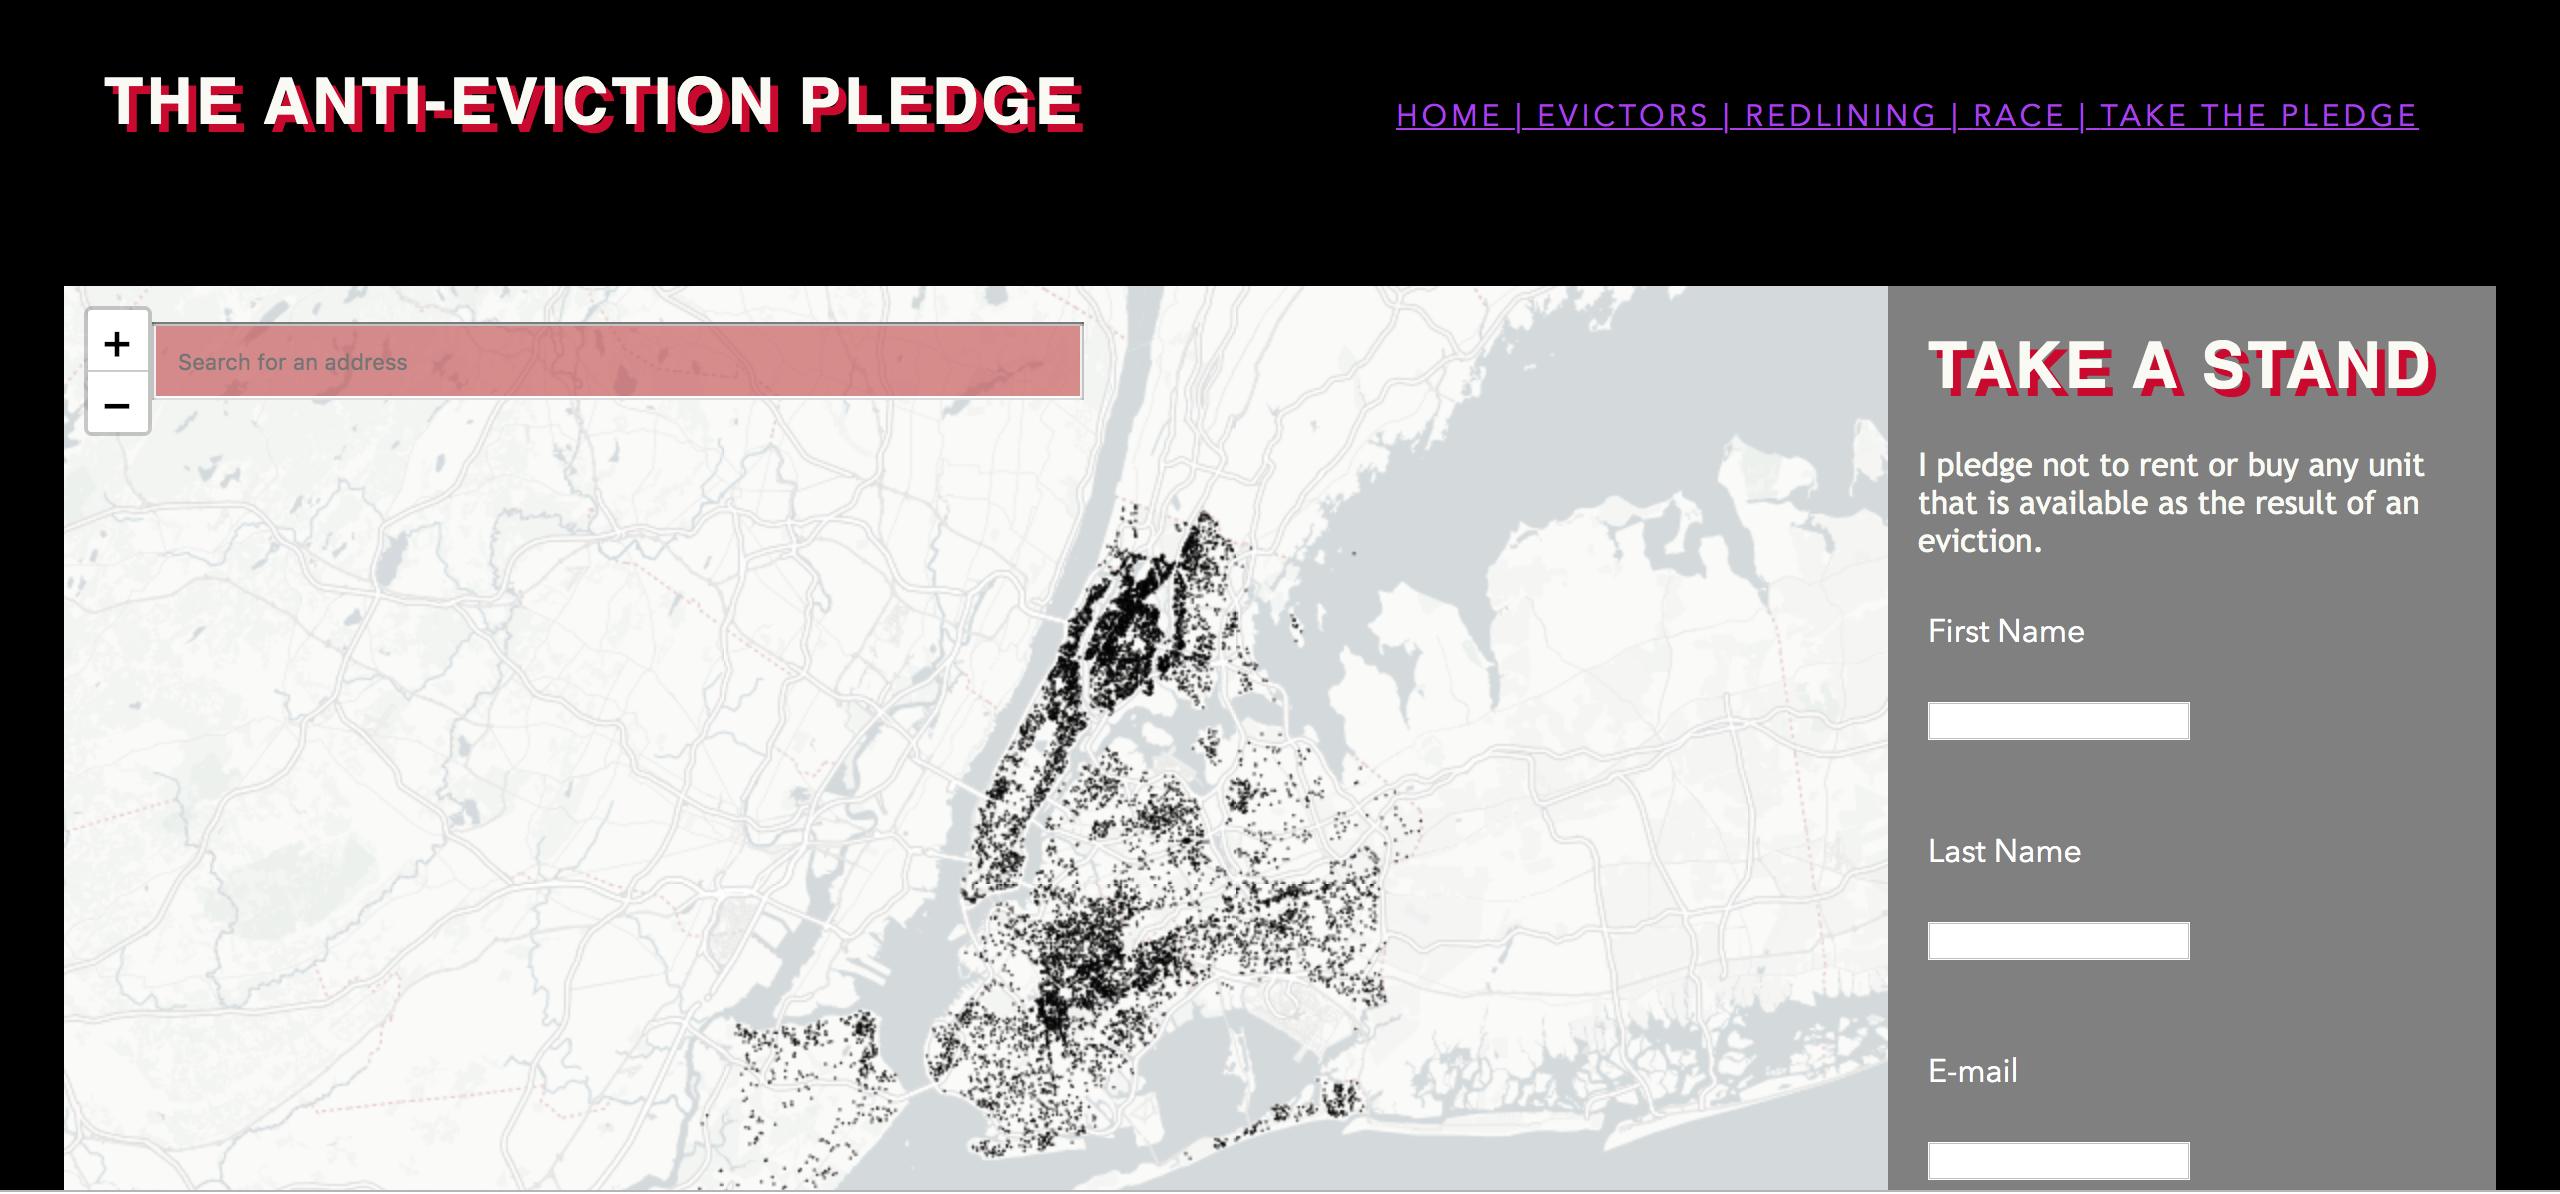 THE ANTI-EVICTION PLEDGE
HOME | EVICTORS | REDLINING | RACE | TAKE THE PLEDGE
+
Search for an address
−
TAKE A STAND
I pledge not to rent or buy any unit
that is available as the result of an
eviction.
First Name
Last Name
E-mail